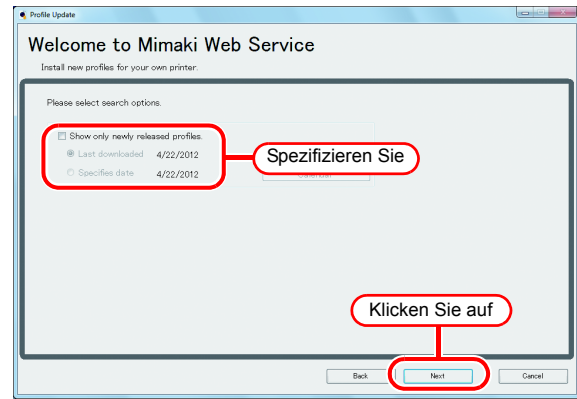 Profile Update
Welcome to Mimaki Web Service
Install new profiles for your own printer.
Please select search options.
Show only newly released profiles.
Last downloaded 4/22/2012
Specifies date 4/22/2012
Spezifizieren Sie
Klicken Sie auf
Back Next Cancel